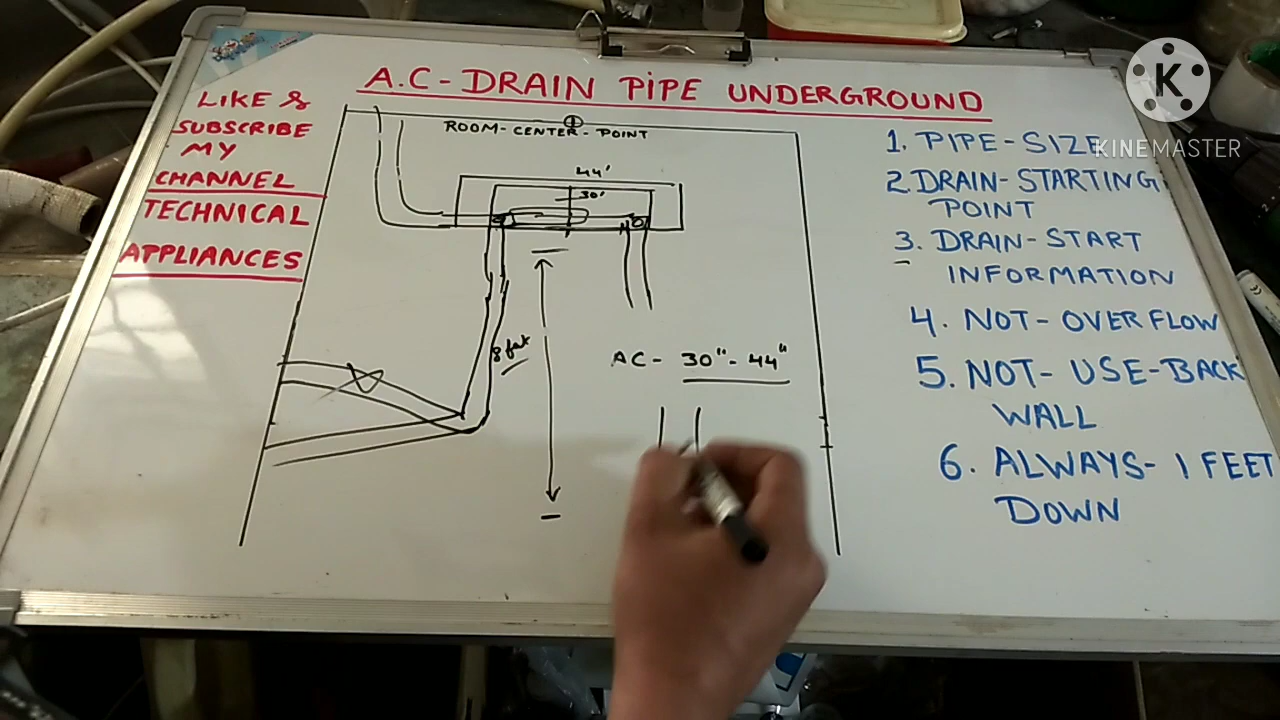 A.C-DRAIN PIPE UNDERGROUND
LIKE &
SUBSCRIBE
MY
CHANNEL
TECHNICAL
APPLIANCES
1
ROOM-CENTER-POINT
44'
30'
8 feet
AC - 30"-44"
1. PIPE-SIZE
2. DRAIN-STARTING
POINT
3. DRAIN-START
INFORMATION
4. NOT-OVERFLOW
5. NOT-USE-BACK
WALL
6. ALWAYS-1 FEET
DOWN
K
KINEMASTER